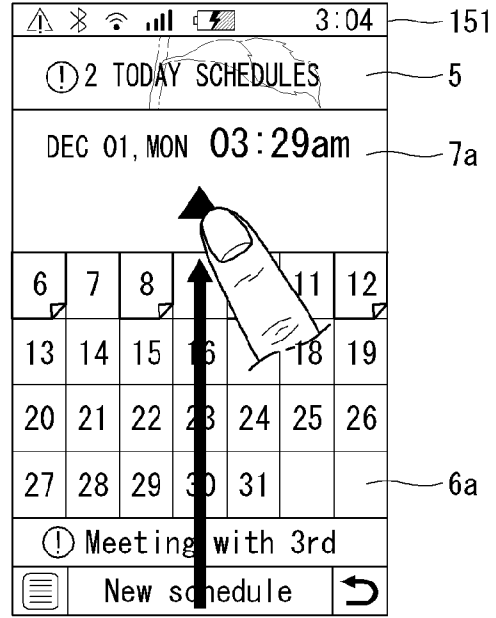 3:04 151
2 TODAY SCHEDULES 5
DEC 01, MON 03:29am 7a
6 7 8 11 12
13 14 15 16 18 19
20 21 22 23 24 25 26
27 28 29 30 31 6a
Meeting with 3rd
New schedule